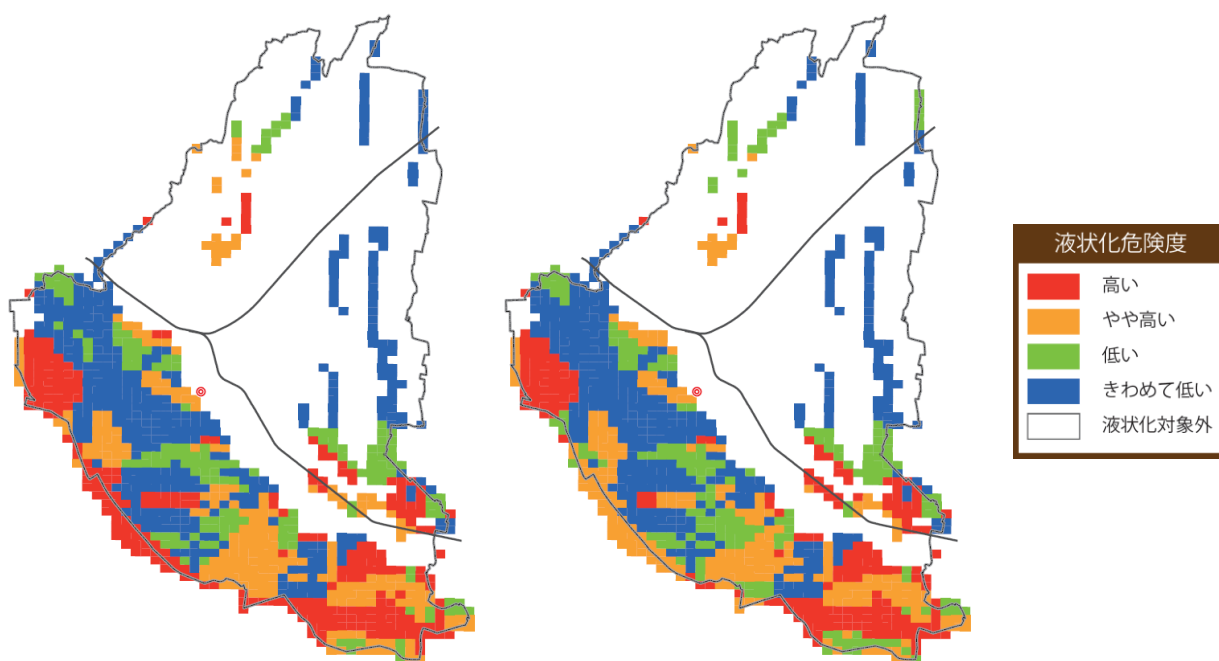 液状化危険度
高い
やや高い
低い
きわめて低い
液状化対象外